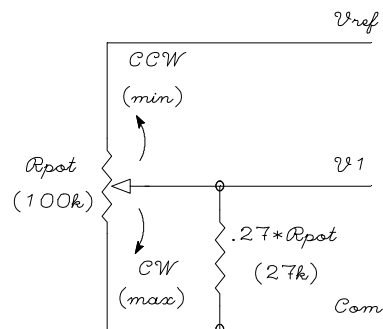 Vref
CCW
(min)
Rpot
(100k)
V1
.27*Rpot
(27k)
CW
(max)
Com